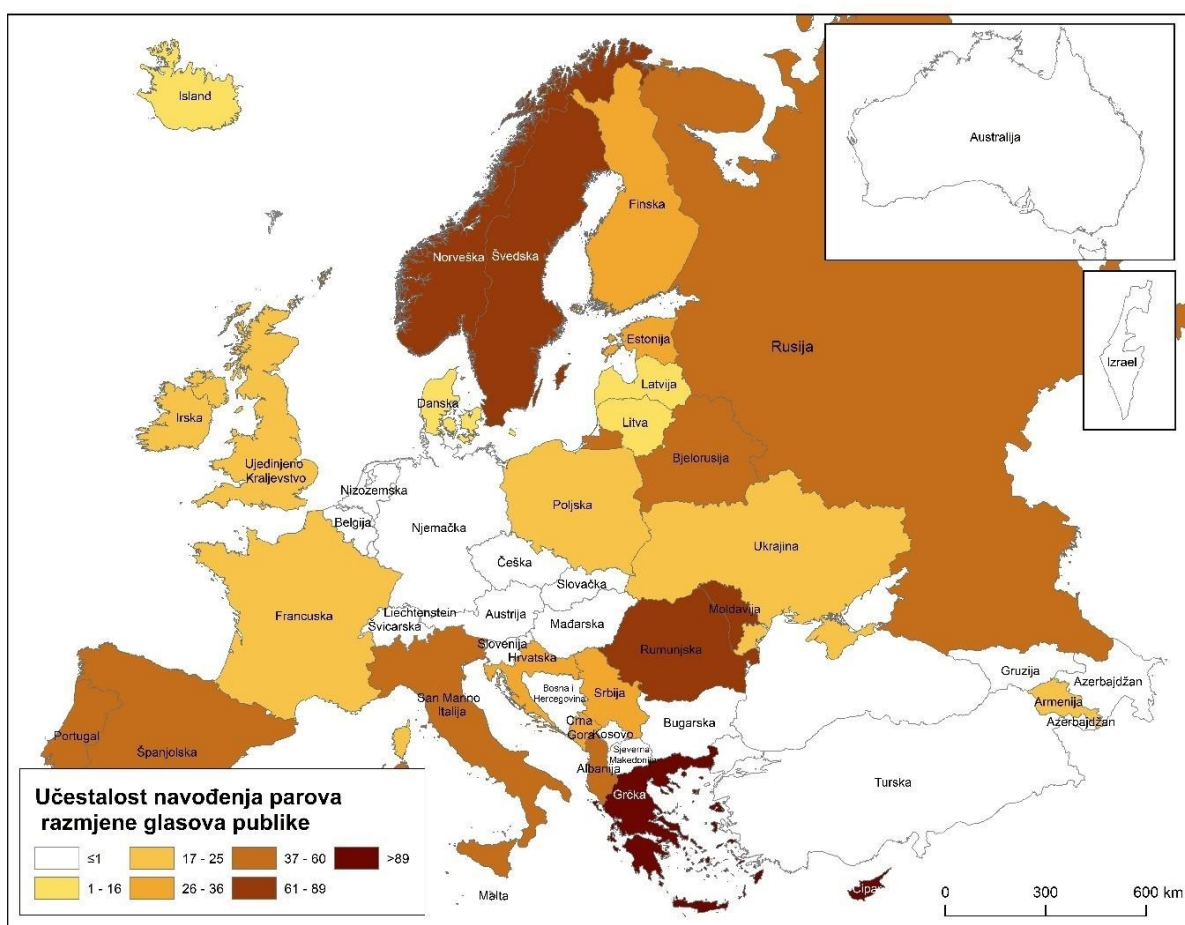 Island
Australija
Finska
Norveška
Švedska
Rusija
Estonija
Izrael
Latvija
Danska
Litva
Irska
Bjelorusija
Ujedinjeno
Kraljevstvo
Nizozemska
Poljska
Belgija
Njemačka
Ukrajina
Češka
Slovačka
Liechtenstein
Austrija
Moldavija
Francuska
Švicarska
Mađarska
Slovenija
Rumunjska
Hrvatska
Gruzija
Bosna i
Hercegovina
Srbija
Azerbajdžan
San Marino
Armenija
Italija
Crna
Gora
Kosovo
Bugarska
Azerbajdžan
Portugal
Španjolska
Sjeverna
Makedonija
Albanija
Turska
Grčka
Učestalost navođenja parova
razmjene glasova publike
≤1 17 - 25 37 - 60 >89
1 - 16 26 - 36 61 - 89
Malta
Cipar
0 300 600 km